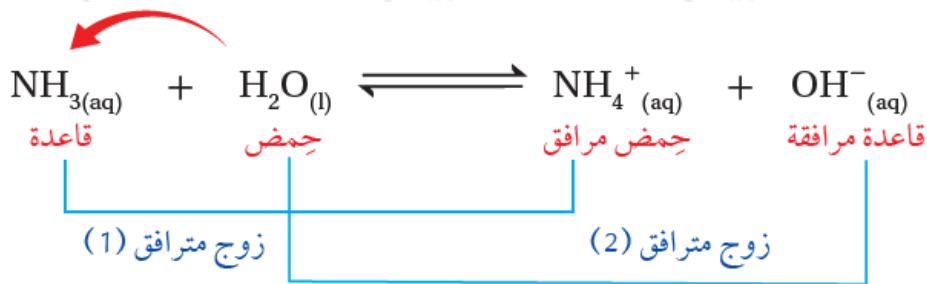 NH₃(aq) + H₂O(l) ⇌ NH₄⁺(aq) + OH⁻(aq)
قاعدة حِمض حِمض مرافق قاعدة مرافقة
زوج مترافق (1) زوج مترافق (2)